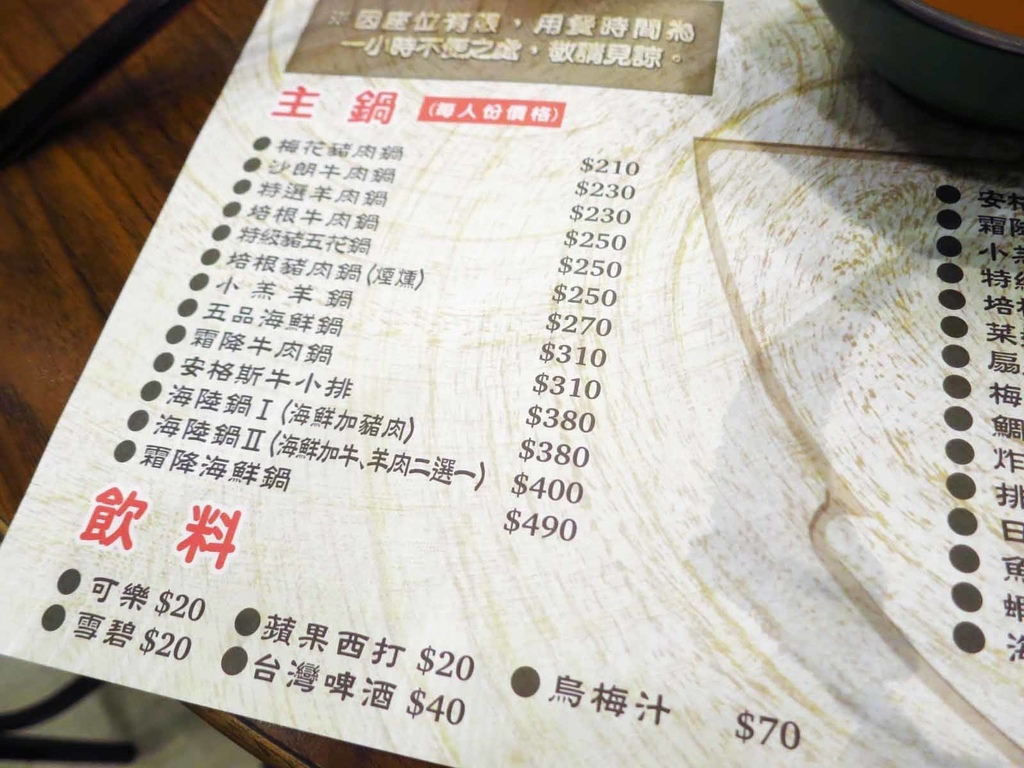 ※因座位有限，用餐時間為
一小時不便之處，敬請見諒。
主鍋（每人份價格）
梅花豬肉鍋 $210
沙朗牛肉鍋 $230
特選羊肉鍋 $230
培根牛肉鍋 $250
特級豬五花鍋 $250
培根豬肉鍋(煙燻) $250
小羔羊鍋 $270
五品海鮮鍋 $310
霜降牛肉鍋 $310
安格斯牛小排 $380
海陸鍋Ⅰ(海鮮加豬肉) $380
海陸鍋Ⅱ(海鮮加牛、羊肉二選一) $400
霜降海鮮鍋 $490
飲料
可樂 $20 蘋果西打 $20 烏梅汁 $70
雪碧 $20 台灣啤酒 $40
安格
霜降
小羔
特級
培根
菜
扇
梅
鯛
炸
排
日
魚
蝦
海